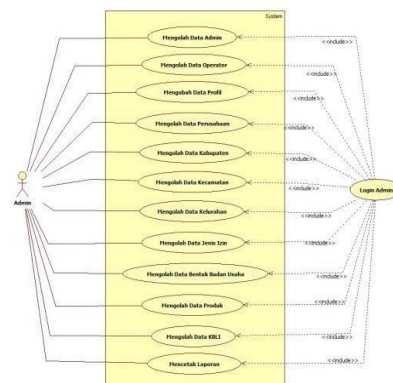 System
Mengolah Data Admin
<<include>>
Mengolah Data Operator
<<include>>
Mengubah Data Profil
<<include>>
Mengolah Data Perusahaan
<<include>>
Mengolah Data Kabupaten
<<include>>
Mengolah Data Kecamatan
<<include>>
Admin
Login Admin
Mengolah Data Kelurahan
<<include>>
Mengolah Data Jenis Izin
<<include>>
Mengolah Data Bentuk Badan Usaha
<<include>>
Mengolah Data Produk
<<include>>
Mengolah Data KBLI
<<include>>
Mencetak Laporan
<<include>>